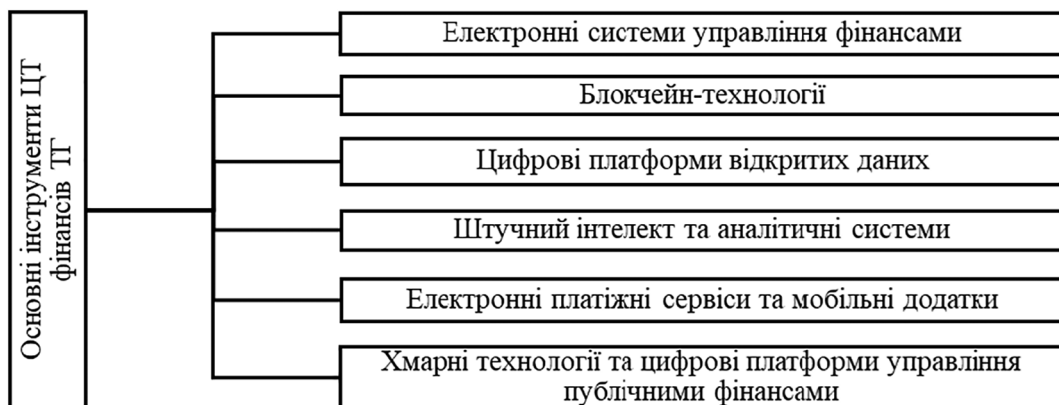 Основні інструменти ЦТ
фінансів ТГ
Електронні системи управління фінансами
Блокчейн-технології
Цифрові платформи відкритих даних
Штучний інтелект та аналітичні системи
Електронні платіжні сервіси та мобільні додатки
Хмарні технології та цифрові платформи управління
публічними фінансами